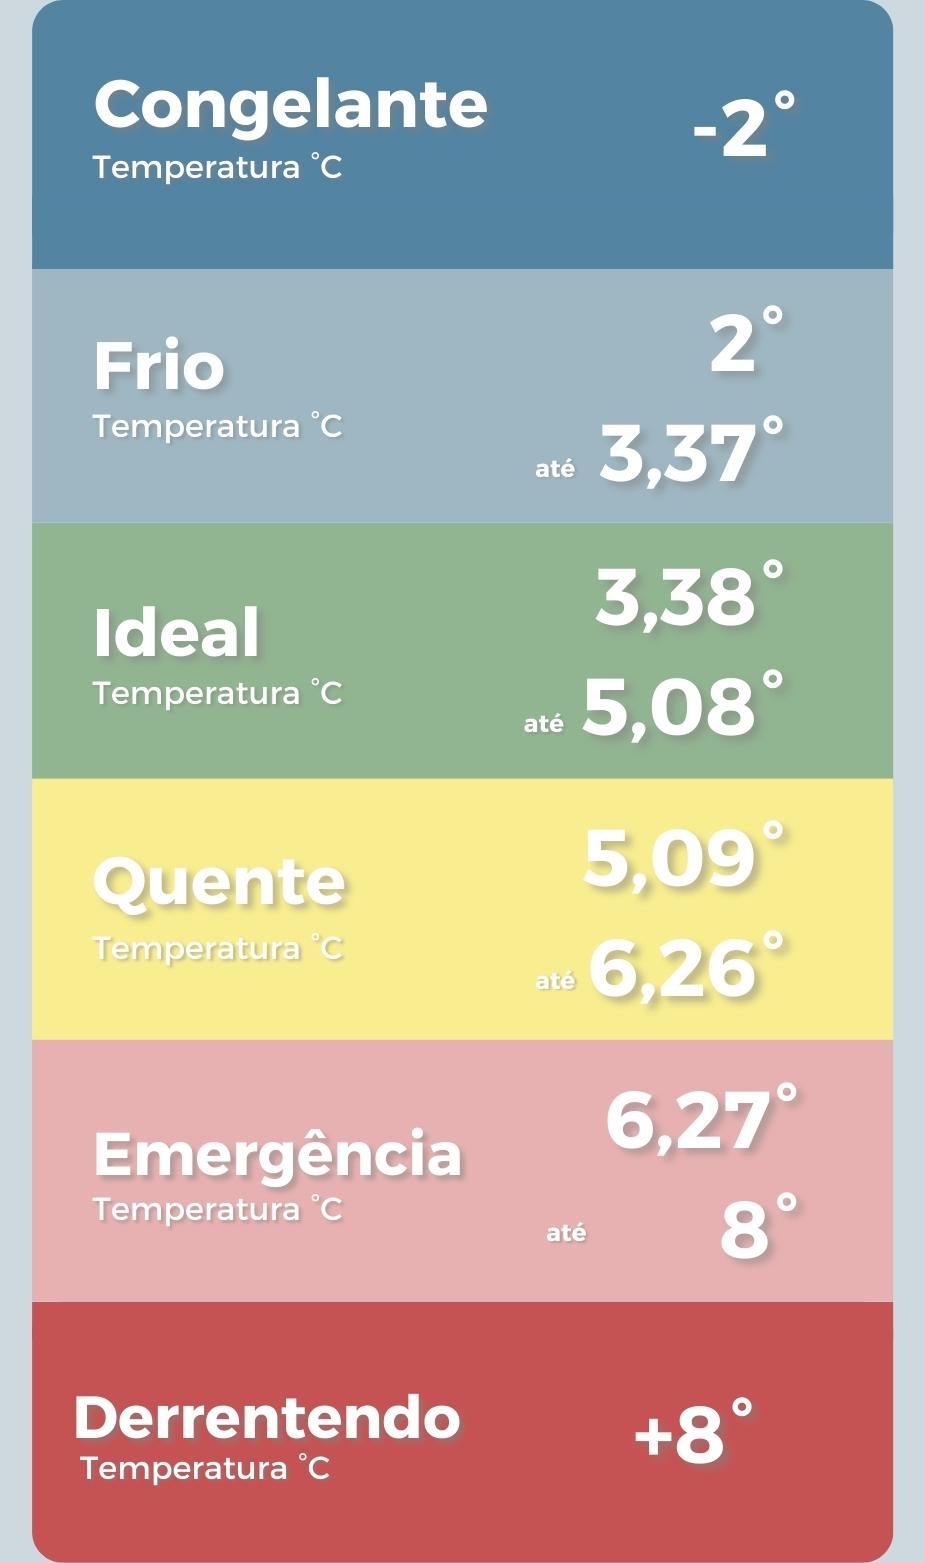 Congelante
Temperatura °C
-2°
Frio
Temperatura °C
2°
até 3,37°
Ideal
Temperatura °C
3,38°
até 5,08°
Quente
Temperatura °C
5,09°
até 6,26°
Emergência
Temperatura °C
6,27°
até 8°
Derrentendo
Temperatura °C
+8°